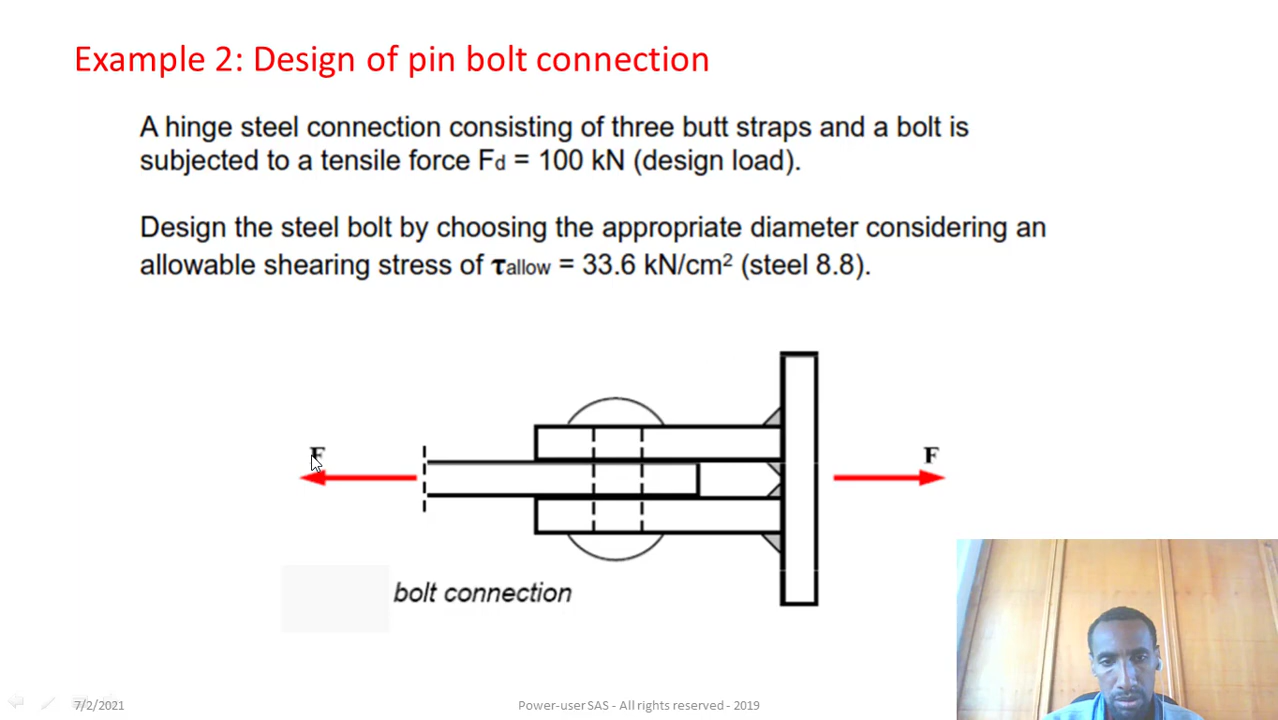 Example 2: Design of pin bolt connection
A hinge steel connection consisting of three butt straps and a bolt is
subjected to a tensile force Fd = 100 kN (design load).
Design the steel bolt by choosing the appropriate diameter considering an
allowable shearing stress of τallow = 33.6 kN/cm² (steel 8.8).
F
F
bolt connection
7/2/2021
Power-user SAS - All rights reserved - 2019